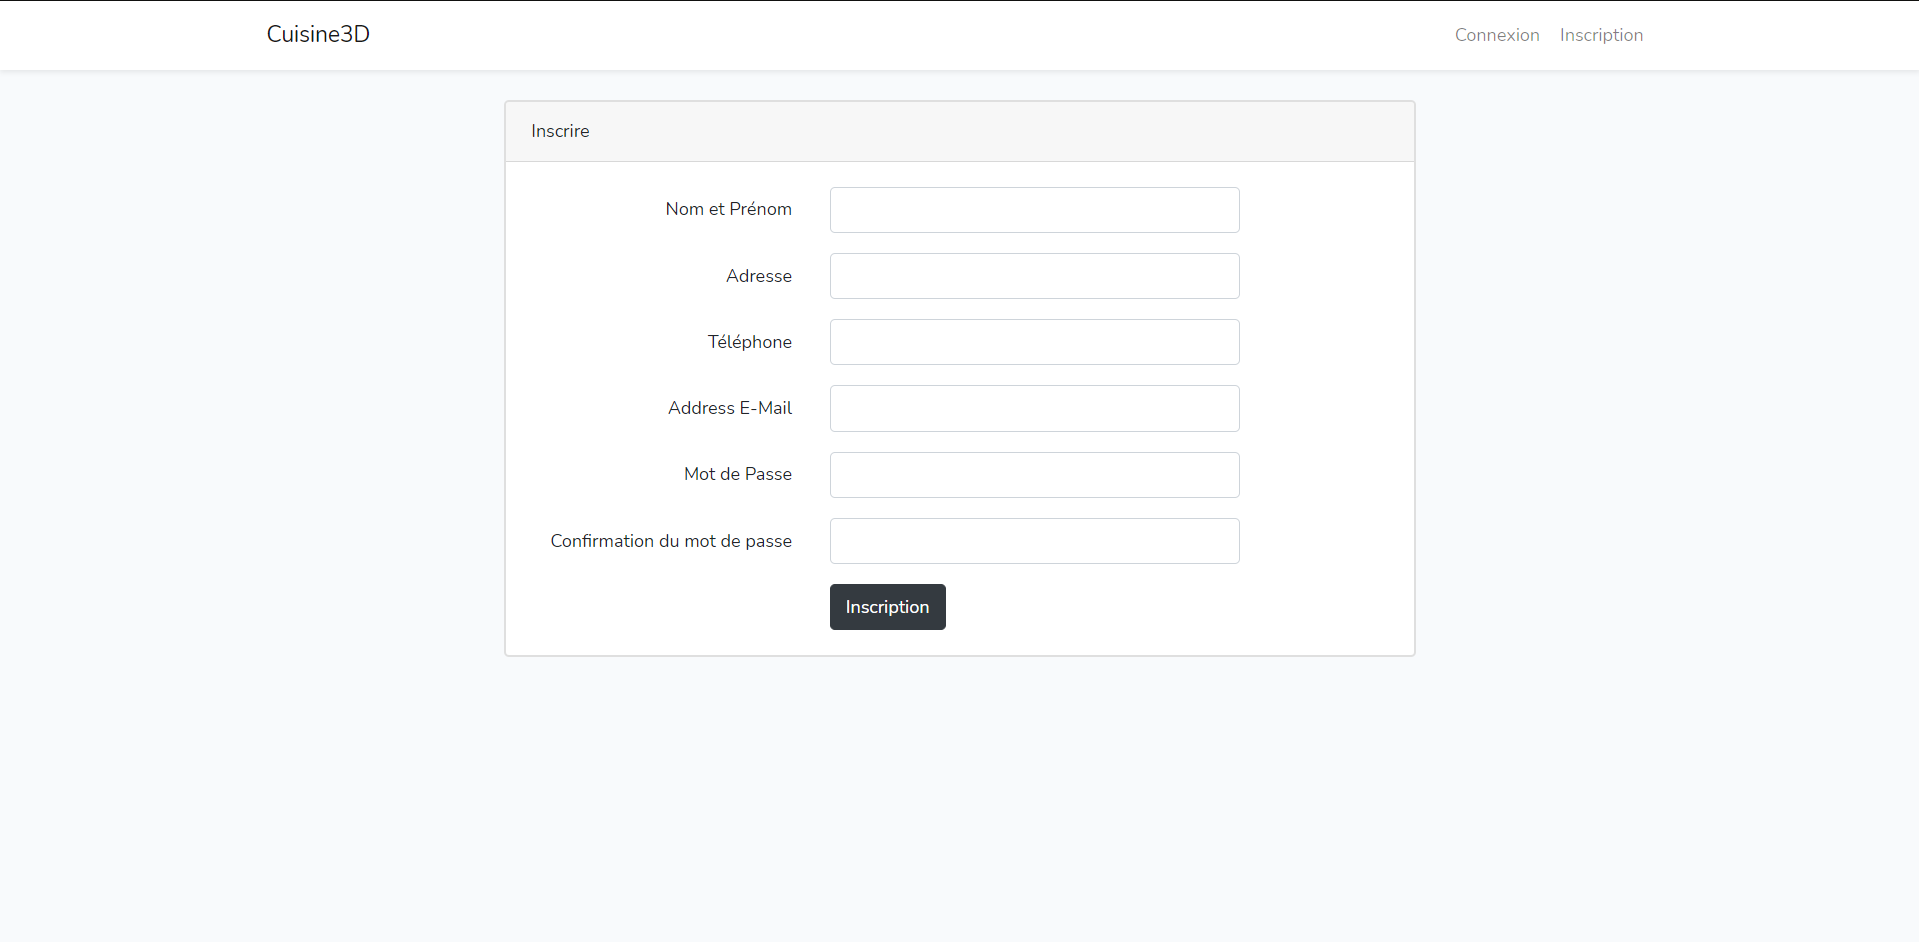 Cuisine3D
Connexion Inscription
Inscrire
Nom et Prénom
Adresse
Téléphone
Address E-Mail
Mot de Passe
Confirmation du mot de passe
Inscription